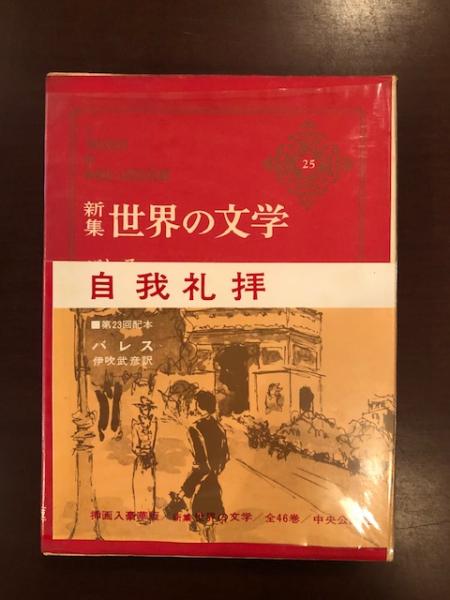 25
新集 世界の文学
自我礼拝
■第23回配本
バレス
伊吹武彦訳
挿画入豪華版／新集世界の文学／全46巻／中央公